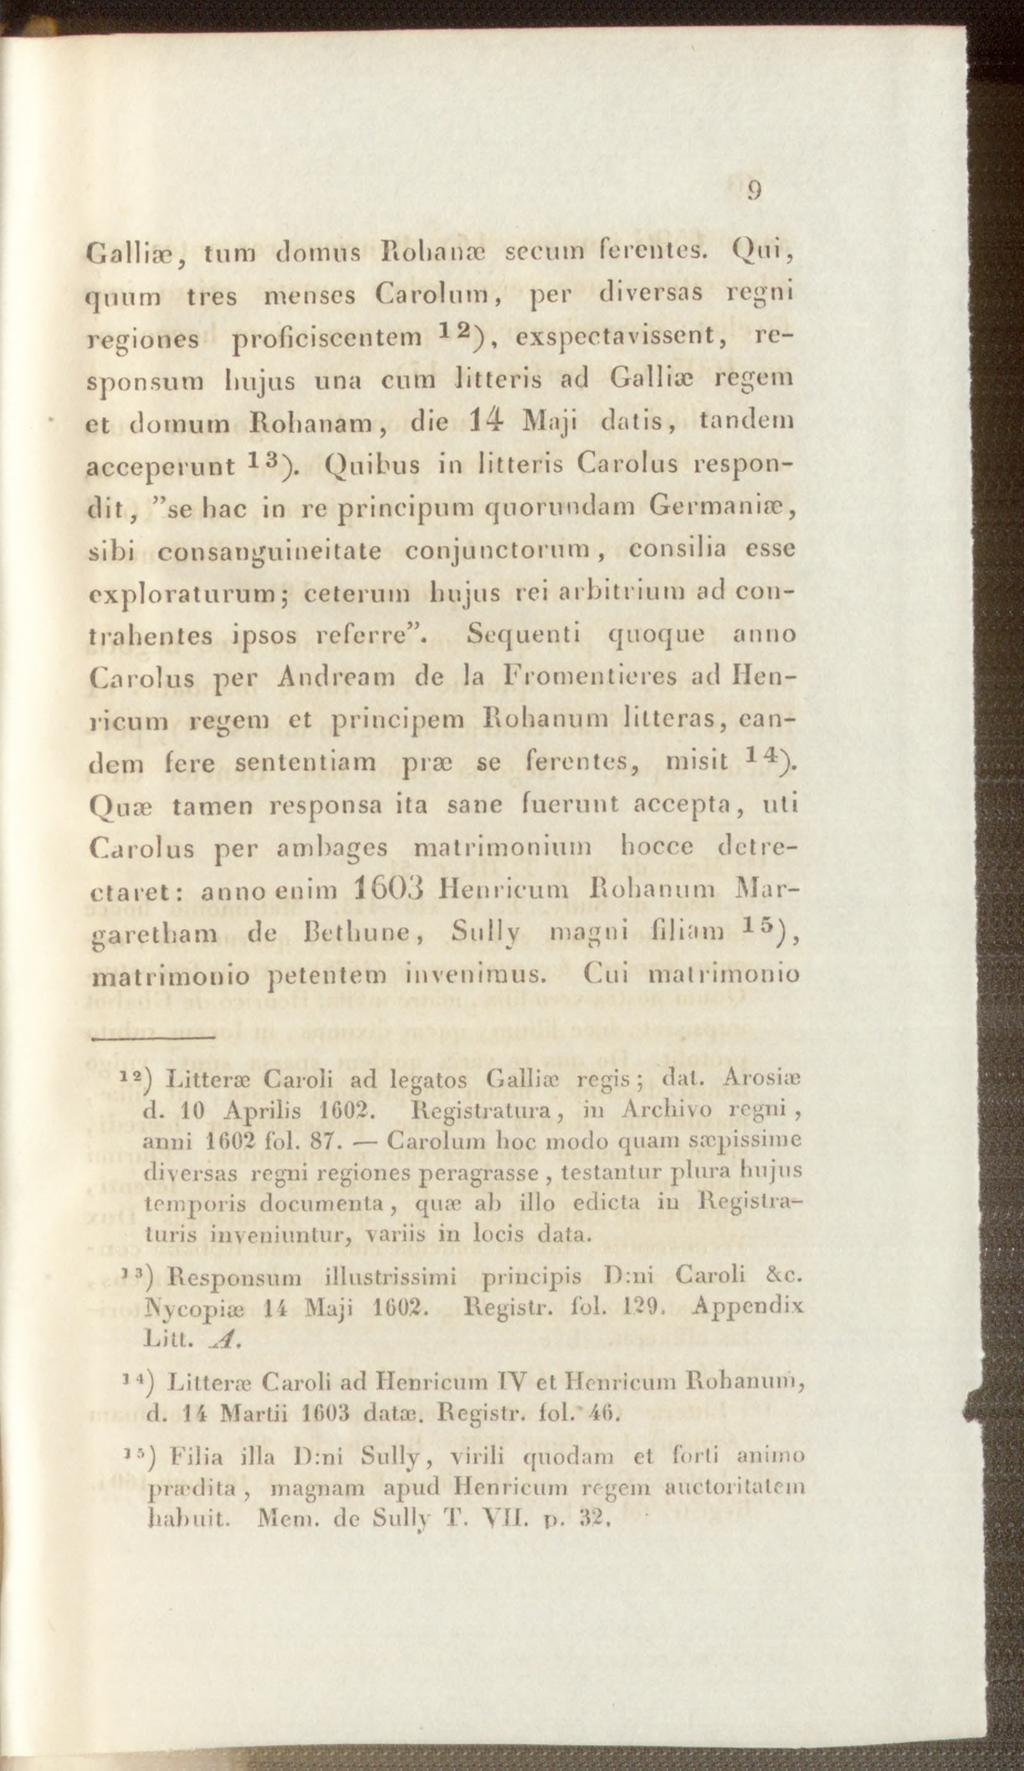 9
Galliæ, tum domus Rohanæ secum ferentes. Qui,
quum tres menses Carolum, per diversas regni
regiones proficiscentem 12), exspectavissent, re-
sponsum hujus una cum litteris ad Galliæ regem
et domum Rohanam, die 14 Maji datis, tandem
acceperunt 13). Quibus in litteris Carolus respon-
dit, ”se hac in re principum quorundam Germaniæ,
sibi consanguineitate conjunctorum, consilia esse
exploraturum; ceterum hujus rei arbitrium ad con-
trahentes ipsos referre”. Sequenti quoque anno
Carolus per Andream de la Fromentieres ad Hen-
ricum regem et principem Rohanum litteras, ean-
dem fere sententiam præ se ferentes, misit 14).
Quæ tamen responsa ita sane fuerunt accepta, uti
Carolus per ambages matrimonium hocce detre-
ctaret: anno enim 1603 Henricum Rohanum Mar-
garetham de Bethune, Sully magni filiam 15),
matrimonio petentem invenimus. Cui matrimonio
12) Litteræ Caroli ad legatos Galliæ regis; dat. Arosiæ
d. 10 Aprilis 1602. Registratura, in Archivo regni,
anni 1602 fol. 87. — Carolum hoc modo quam sæpissime
diversas regni regiones peragrasse, testantur plura hujus
temporis documenta, quæ ab illo edicta in Registra-
turis inveniuntur, variis in locis data.
13) Responsum illustrissimi principis D:ni Caroli &c.
Nycopiæ 14 Maji 1602. Registr. fol. 129. Appendix
Litt. A.
14) Litteræ Caroli ad Henricum IV et Henricum Rohanum,
d. 14 Martii 1603 datæ. Registr. fol. 46.
15) Filia illa D:ni Sully, virili quodam et forti animo
prædita, magnam apud Henricum regem auctoritatem
habuit. Mem. de Sully T. VII. p. 32.